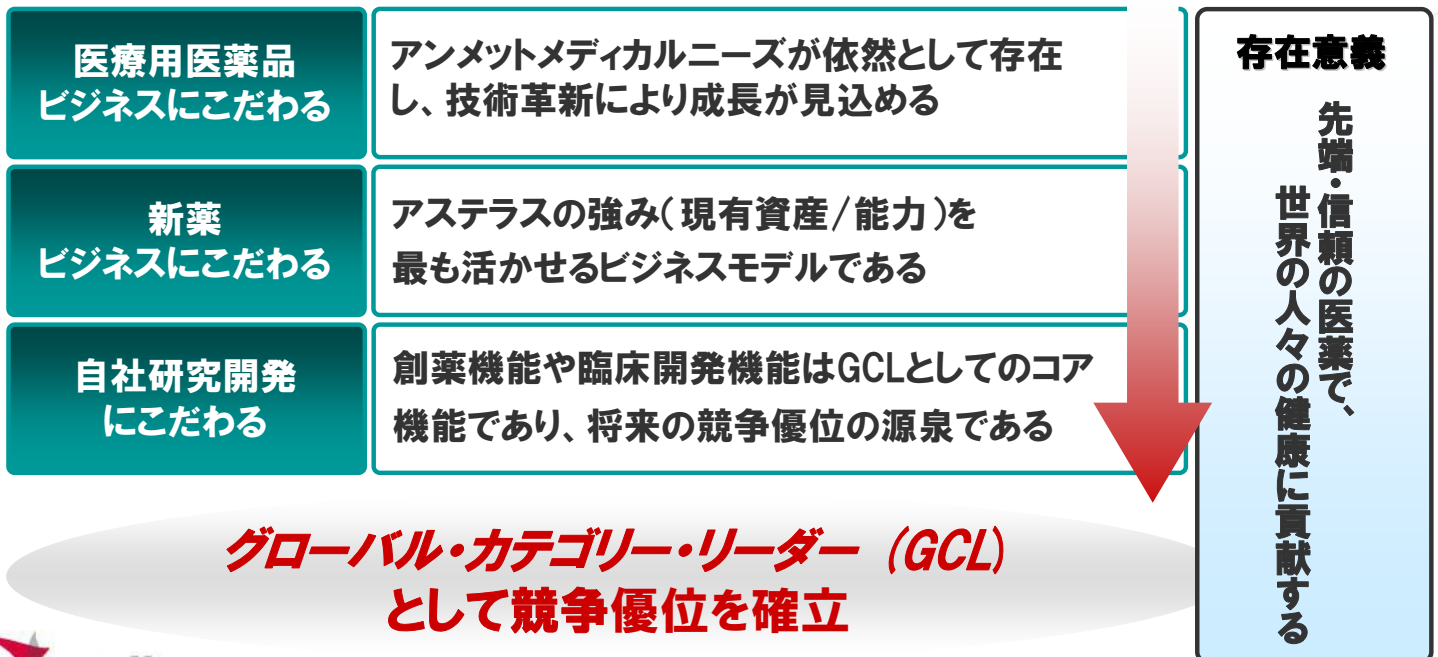 医療用医薬品
ビジネスにこだわる
アンメットメディカルニーズが依然として存在
し、技術革新により成長が見込める
新薬
ビジネスにこだわる
アステラスの強み(現有資産/能力)を
最も活かせるビジネスモデルである
自社研究開発
にこだわる
創薬機能や臨床開発機能はGCLとしてのコア
機能であり、将来の競争優位の源泉である
グローバル・カテゴリー・リーダー (GCL)
として競争優位を確立
存在意義
先端・信頼の医薬で、
世界の人々の健康に貢献する